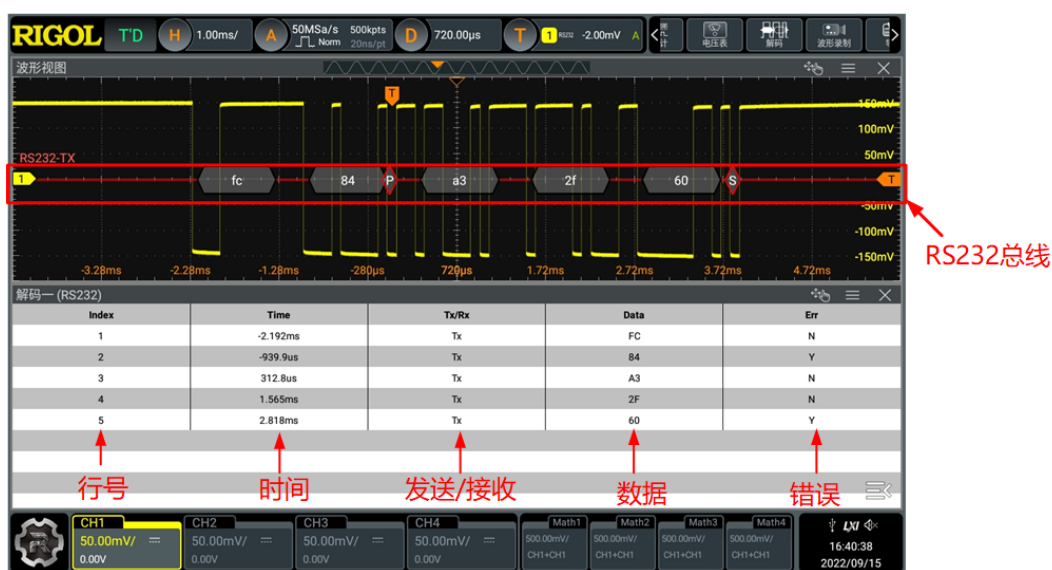 RIGOL T'D H 1.00ms/ A 50MSa/s 500kpts Norm 20ns/pt D 720.00μs T 1 RS232 -2.00mV A 电压表 解码 波形录制
波形视图
T
150mV
100mV
RS232-TX 50mV
1 fc 84 P a3 2f 60 S T
-50mV
-100mV
-150mV
-3.28ms -2.28ms -1.28ms -280μs 720μs 1.72ms 2.72ms 3.72ms 4.72ms
RS232总线
解码一 (RS232)
Index Time Tx/Rx Data Err
1 -2.192ms Tx FC N
2 -939.9us Tx 84 Y
3 312.8us Tx A3 N
4 1.565ms Tx 2F N
5 2.818ms Tx 60 Y
行号 时间 发送/接收 数据 错误
CH1 CH2 CH3 CH4 Math1 Math2 Math3 Math4 LXI
50.00mV/ 50.00mV/ 50.00mV/ 50.00mV/ 500.00mV/ 500.00mV/ 500.00mV/ 500.00mV/ 16:40:38
0.00V 0.00V 0.00V 0.00V CH1+CH1 CH1+CH1 CH1+CH1 CH1+CH1 2022/09/15